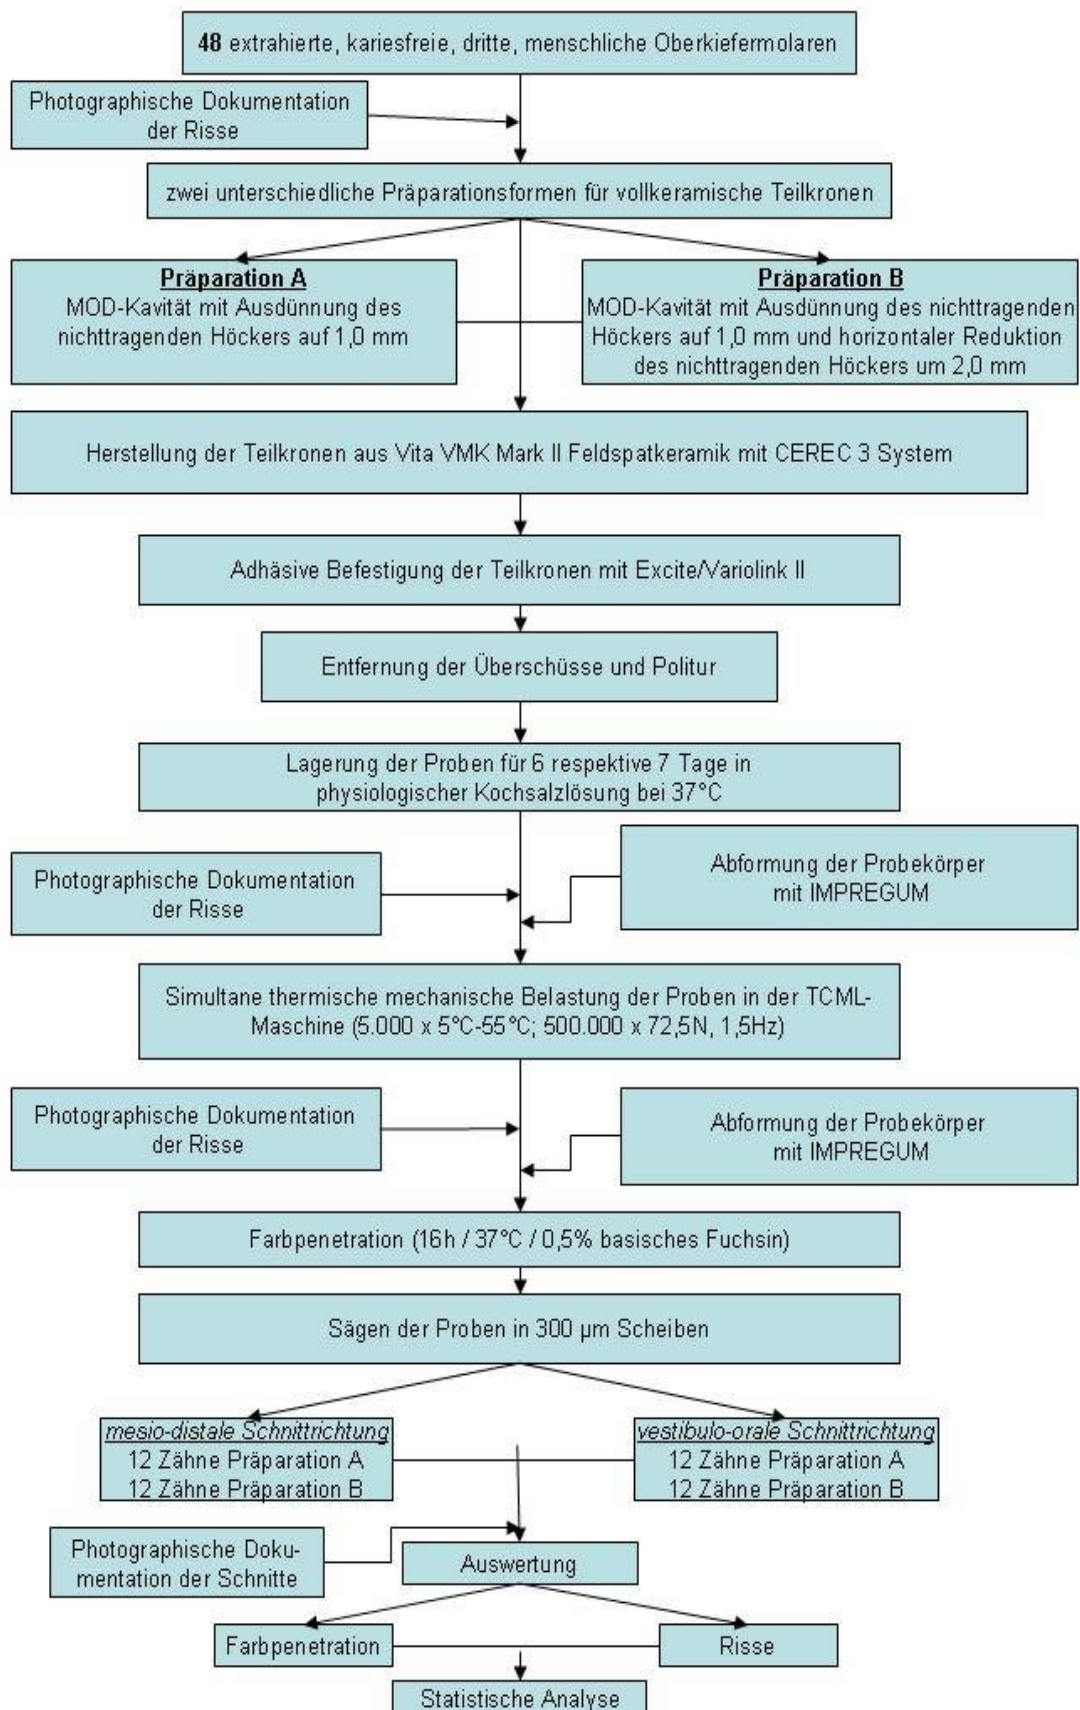 48 extrahierte, kariesfreie, dritte, menschliche Oberkiefermolaren
Photographische Dokumentation
der Risse
zwei unterschiedliche Präparationsformen für vollkeramische Teilkronen
Präparation A
MOD-Kavität mit Ausdünnung des
nichttragenden Höckers auf 1,0 mm
Präparation B
MOD-Kavität mit Ausdünnung des nichttragenden
Höckers auf 1,0 mm und horizontaler Reduktion
des nichttragenden Höckers um 2,0 mm
Herstellung der Teilkronen aus Vita VMK Mark II Feldspatkeramik mit CEREC 3 System
Adhäsive Befestigung der Teilkronen mit Excite/Variolink II
Entfernung der Überschüsse und Politur
Lagerung der Proben für 6 respektive 7 Tage in
physiologischer Kochsalzlösung bei 37°C
Photographische Dokumentation
der Risse
Abformung der Probekörper
mit IMPREGUM
Simultane thermische mechanische Belastung der Proben in der TCML-
Maschine (5.000 x 5°C-55°C; 500.000 x 72,5N, 1,5Hz)
Photographische Dokumentation
der Risse
Abformung der Probekörper
mit IMPREGUM
Farbpenetration (16h / 37°C / 0,5% basisches Fuchsin)
Sägen der Proben in 300 µm Scheiben
mesio-distale Schnittrichtung
12 Zähne Präparation A
12 Zähne Präparation B
vestibulo-orale Schnittrichtung
12 Zähne Präparation A
12 Zähne Präparation B
Photographische Doku-
mentation der Schnitte
Auswertung
Farbpenetration
Risse
Statistische Analyse